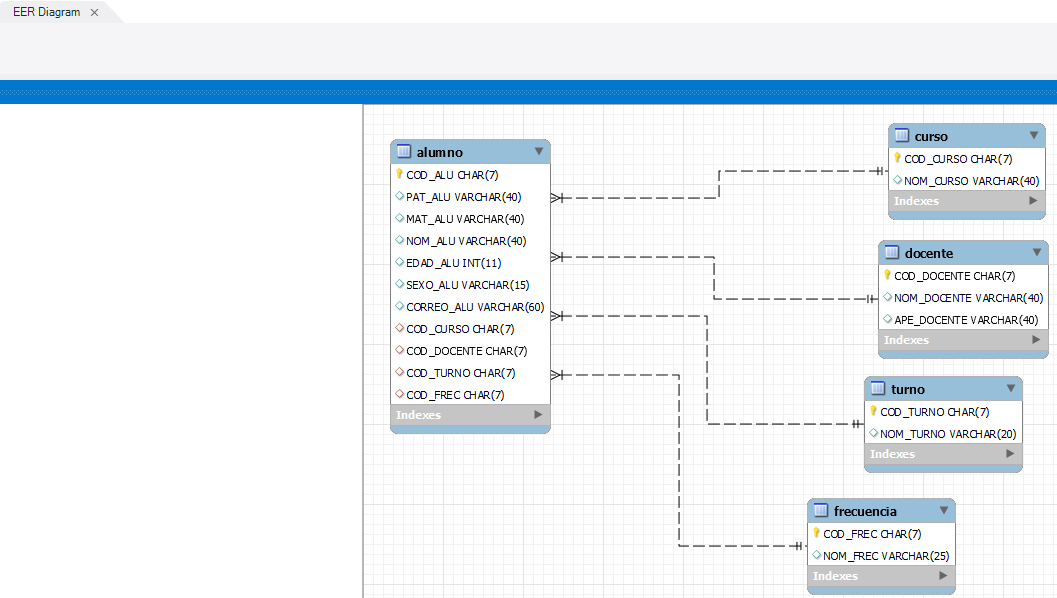 EER Diagram
alumno
COD_ALU CHAR(7)
PAT_ALU VARCHAR(40)
MAT_ALU VARCHAR(40)
NOM_ALU VARCHAR(40)
EDAD_ALU INT(11)
SEXO_ALU VARCHAR(15)
CORREO_ALU VARCHAR(60)
COD_CURSO CHAR(7)
COD_DOCENTE CHAR(7)
COD_TURNO CHAR(7)
COD_FREC CHAR(7)
Indexes
curso
COD_CURSO CHAR(7)
NOM_CURSO VARCHAR(40)
Indexes
docente
COD_DOCENTE CHAR(7)
NOM_DOCENTE VARCHAR(40)
APE_DOCENTE VARCHAR(40)
Indexes
turno
COD_TURNO CHAR(7)
NOM_TURNO VARCHAR(20)
Indexes
frecuencia
COD_FREC CHAR(7)
NOM_FREC VARCHAR(25)
Indexes